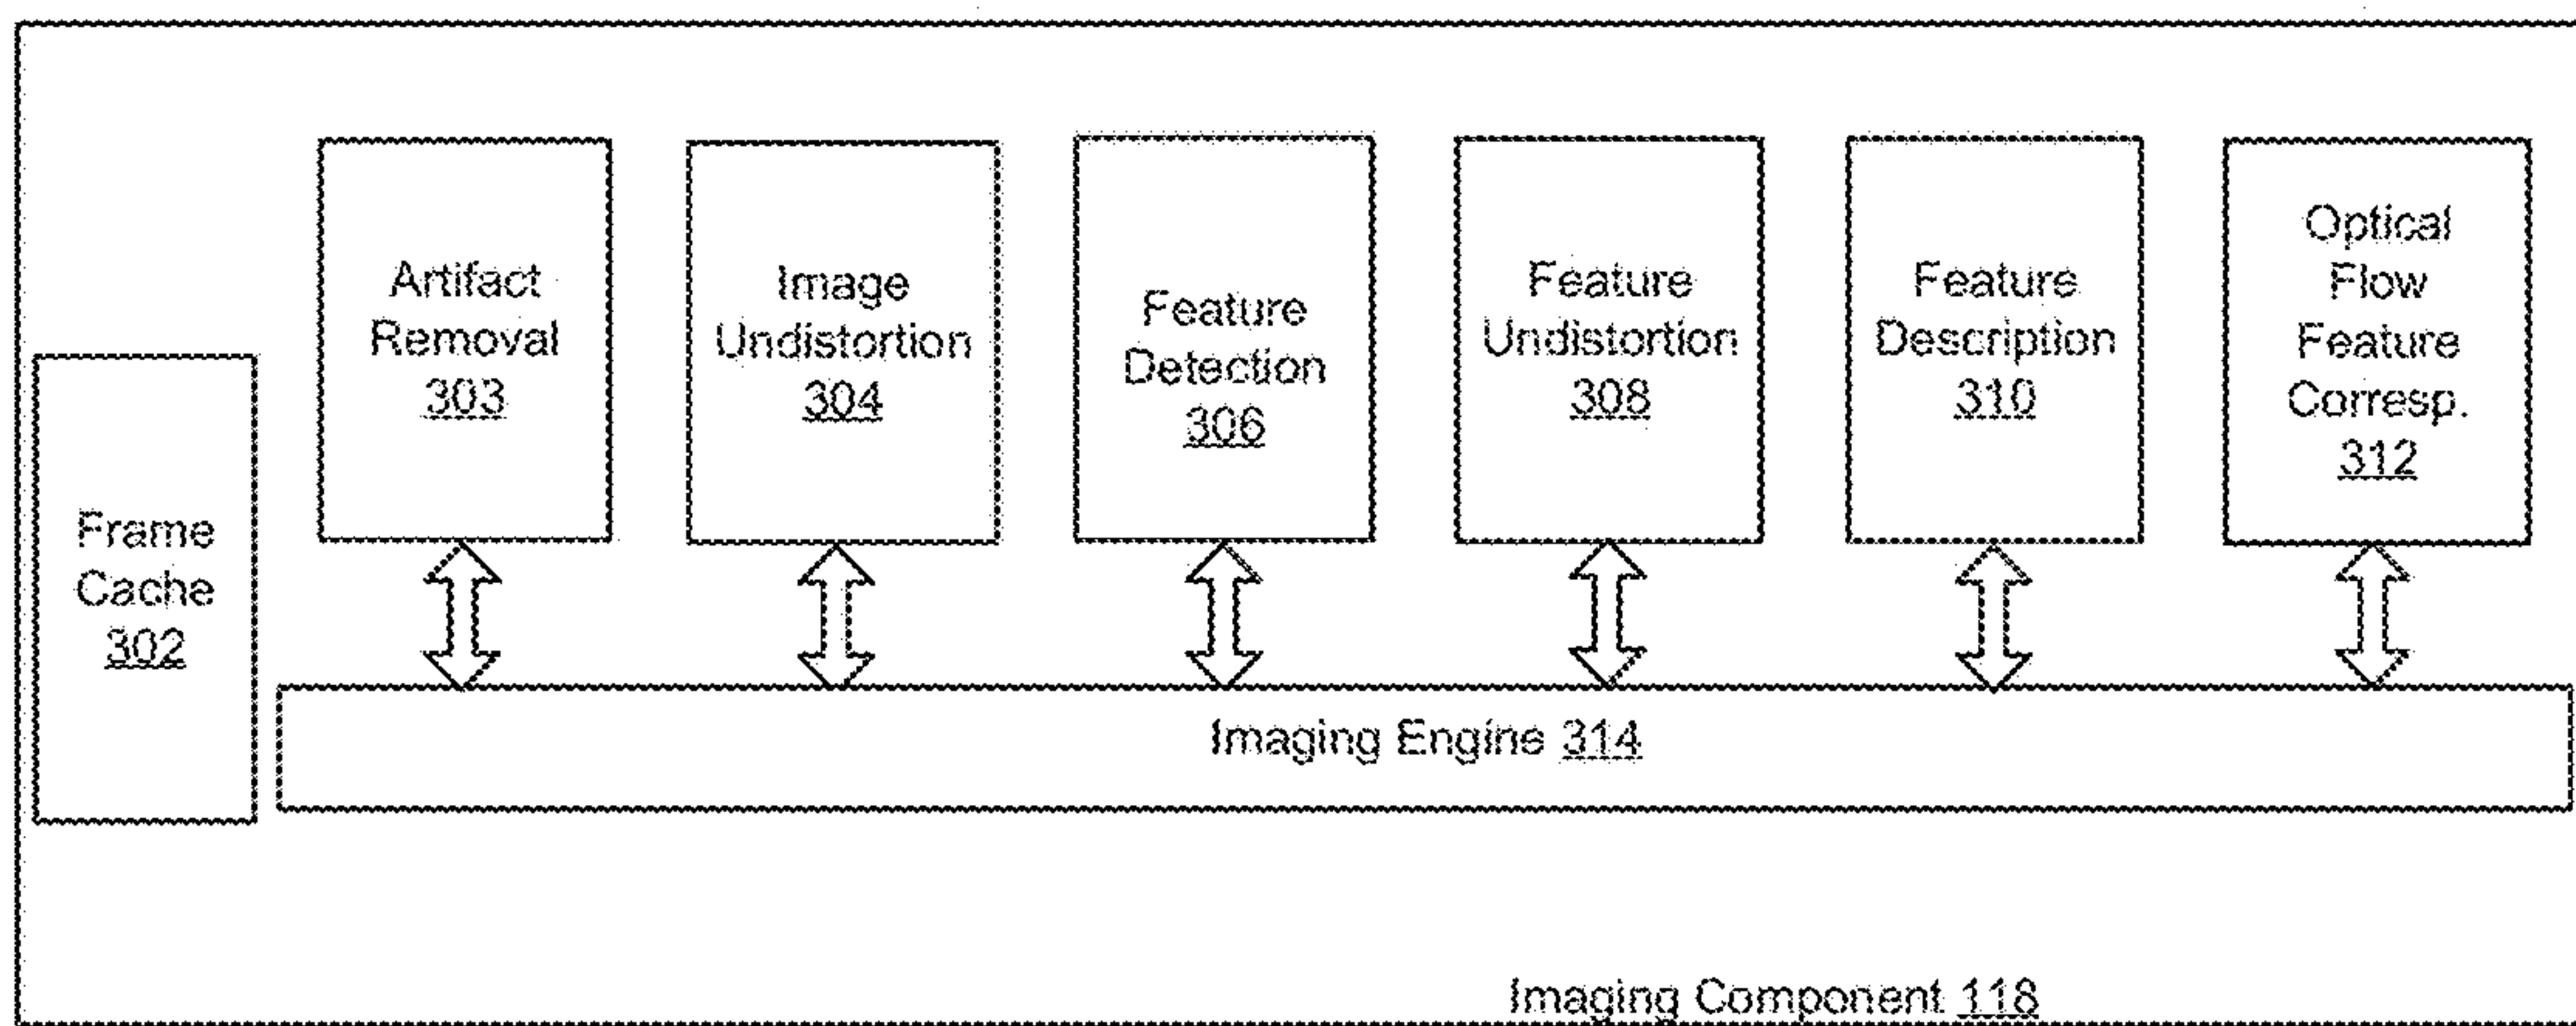 Frame
Cache
302
Artifact
Removal
303
Image
Undistortion
304
Feature
Detection
306
Feature
Undistortion
308
Feature
Description
310
Optical
Flow
Feature
Corresp.
312
Imaging Engine 314
Imaging Component 118